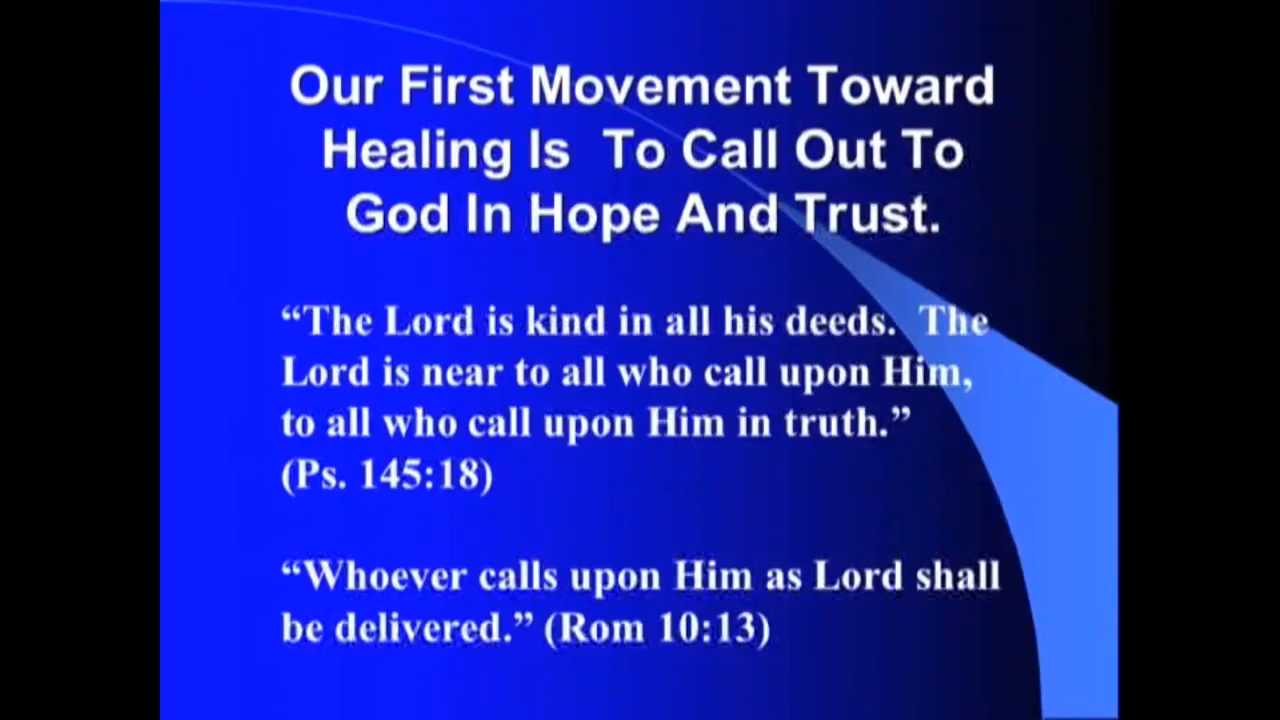 Our First Movement Toward
Healing Is  To Call Out To
God In Hope And Trust.
“The Lord is kind in all his deeds.  The
Lord is near to all who call upon Him,
to all who call upon Him in truth.”
(Ps. 145:18)
“Whoever calls upon Him as Lord shall
be delivered.” (Rom 10:13)